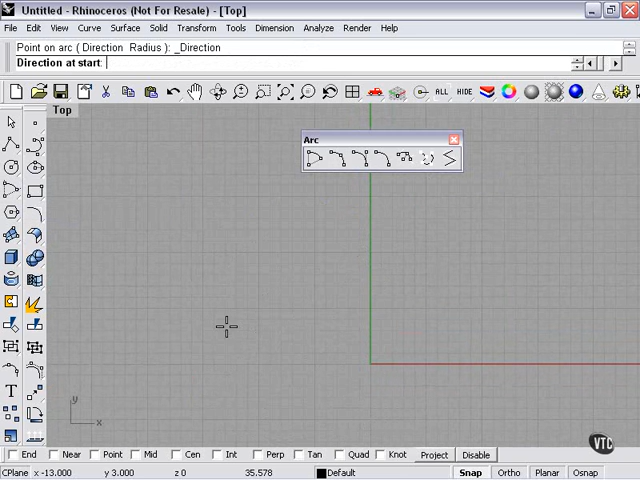 Untitled - Rhinoceros (Not For Resale) - [Top]
File Edit View Curve Surface Solid Transform Tools Dimension Analyze Render Help
Point on arc ( Direction Radius ): _Direction
Direction at start:
ALL HIDE
Top
Arc
T
y
x
VTC
End Near Point Mid Cen Int Perp Tan Quad Knot Project Disable
CPlane x -13.000 y 3.000 z 0 35.578 Default Snap Ortho Planar Osnap